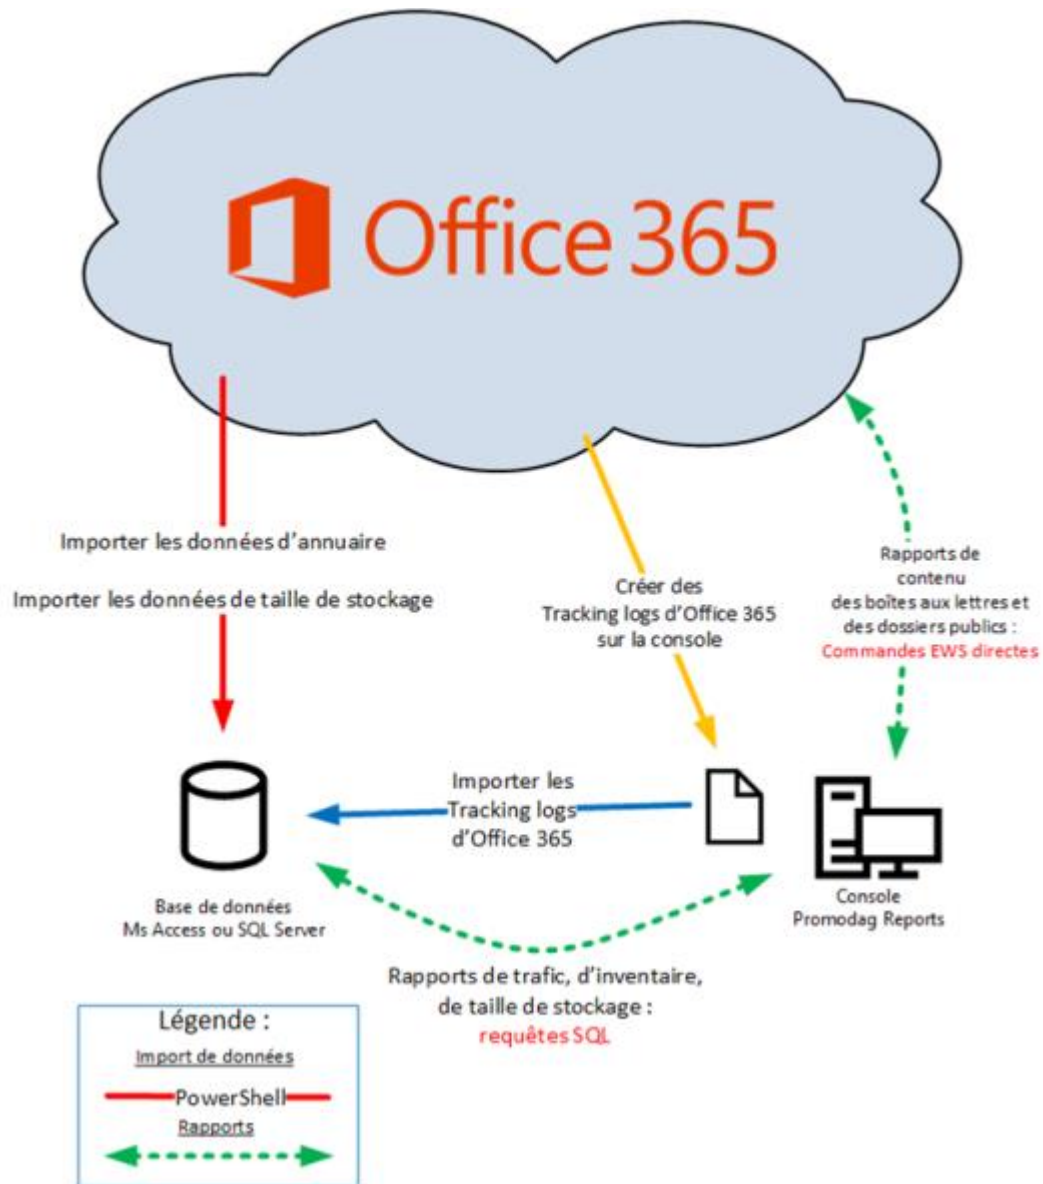 Office 365
Importer les données d'annuaire
Importer les données de taille de stockage
Créer des
Tracking logs d'Office 365
sur la console
Rapports de
contenu
des boîtes aux lettres et
des dossiers publics :
Commandes EWS directes
Importer les
Tracking logs
d'Office 365
Base de données
Ms Access ou SQL Server
Console
Promodag Reports
Rapports de trafic, d'inventaire,
de taille de stockage :
requêtes SQL
Légende :
Import de données
PowerShell
Rapports